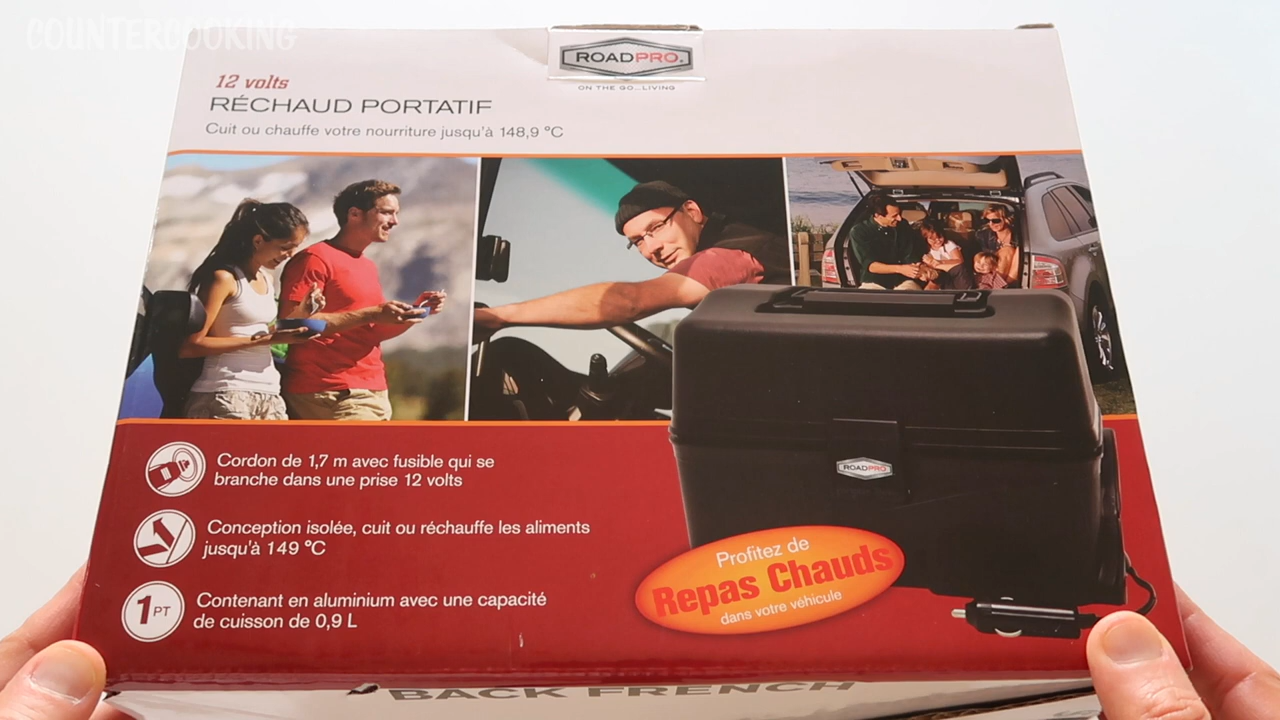 COUNTERCOOKING
ROADPRO®
ON THE GO...LIVING
12 volts
RÉCHAUD PORTATIF
Cuit ou chauffe votre nourriture jusqu'à 148,9 °C
Cordon de 1,7 m avec fusible qui se
branche dans une prise 12 volts
Conception isolée, cuit ou réchauffe les aliments
jusqu'à 149 °C
1 PT
Contenant en aluminium avec une capacité
de cuisson de 0,9 L
ROADPRO
Profitez de
Repas Chauds
dans votre véhicule
BACK FRENCH